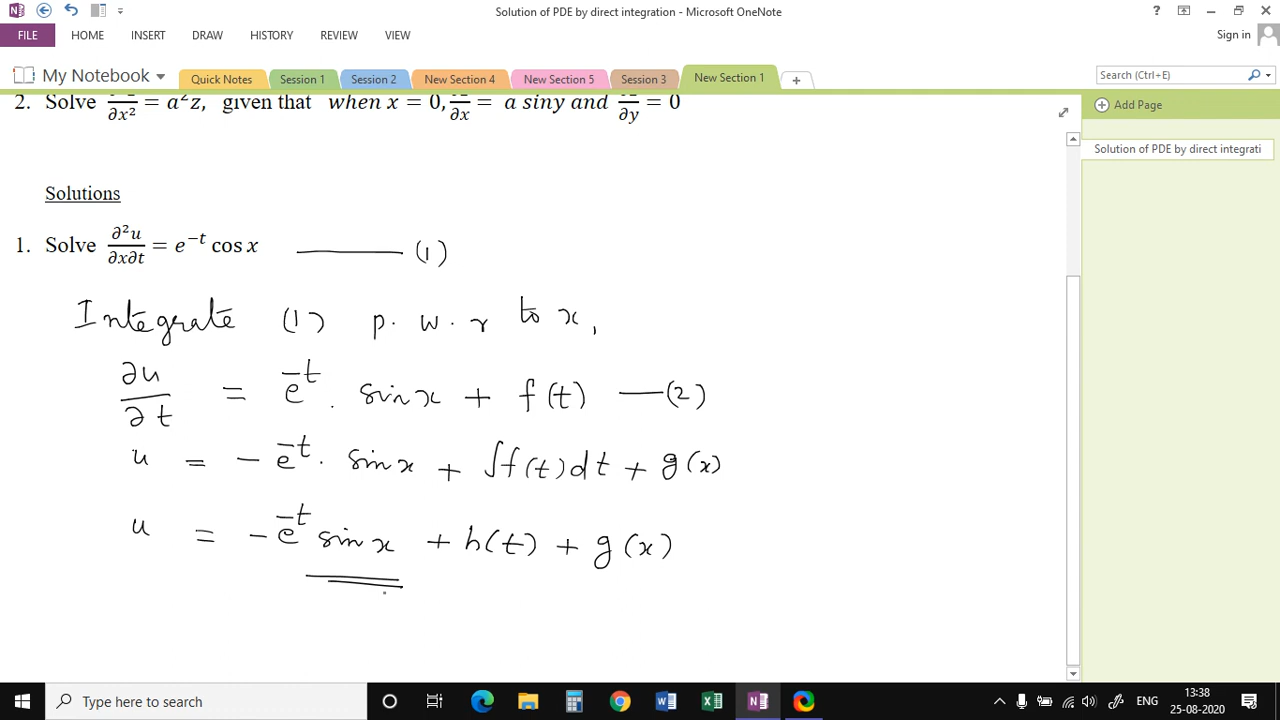 Solution of PDE by direct integration - Microsoft OneNote
FILE HOME INSERT DRAW HISTORY REVIEW VIEW
Sign in
My Notebook Quick Notes Session 1 Session 2 New Section 4 New Section 5 Session 3 New Section 1 +
Search (Ctrl+E)
Add Page
Solution of PDE by direct integrati
2. Solve ∂²z/∂x² = a²z, given that when x = 0, ∂z/∂x = a siny and ∂z/∂y = 0
Solutions
1. Solve ∂²u/∂x∂t = e^{-t} cos x —— (1)
Integrate (1) p. w. r to x,
∂u/∂t = e^{-t} . sin x + f(t) —(2)
u = - e^{-t} . sin x + ∫f(t)dt + g(x)
u = - e^{-t} sin x + h(t) + g(x)
Type here to search
ENG
13:38
25-08-2020